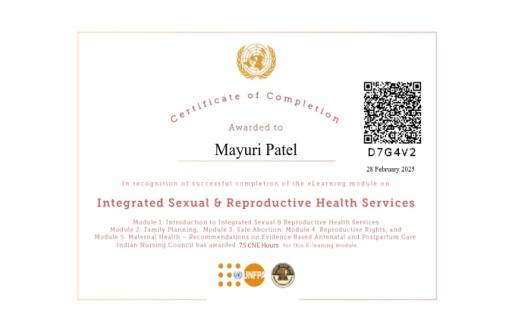 Certificate of Completion
Awarded to
Mayuri Patel
D7G4V2
28 February 2025
In recognition of successful completion of the eLearning module on
Integrated Sexual & Reproductive Health Services
Module 1: Introduction to Integrated Sexual & Reproductive Health Services
Module 2: Family Planning; Module 3: Safe Abortion; Module 4: Reproductive Rights; and
Module 5: Maternal Health – Recommendations on Evidence Based Antenatal and Postpartum Care
Indian Nursing Council has awarded 7.5 CNE Hours for this E-learning module.
UNFPA